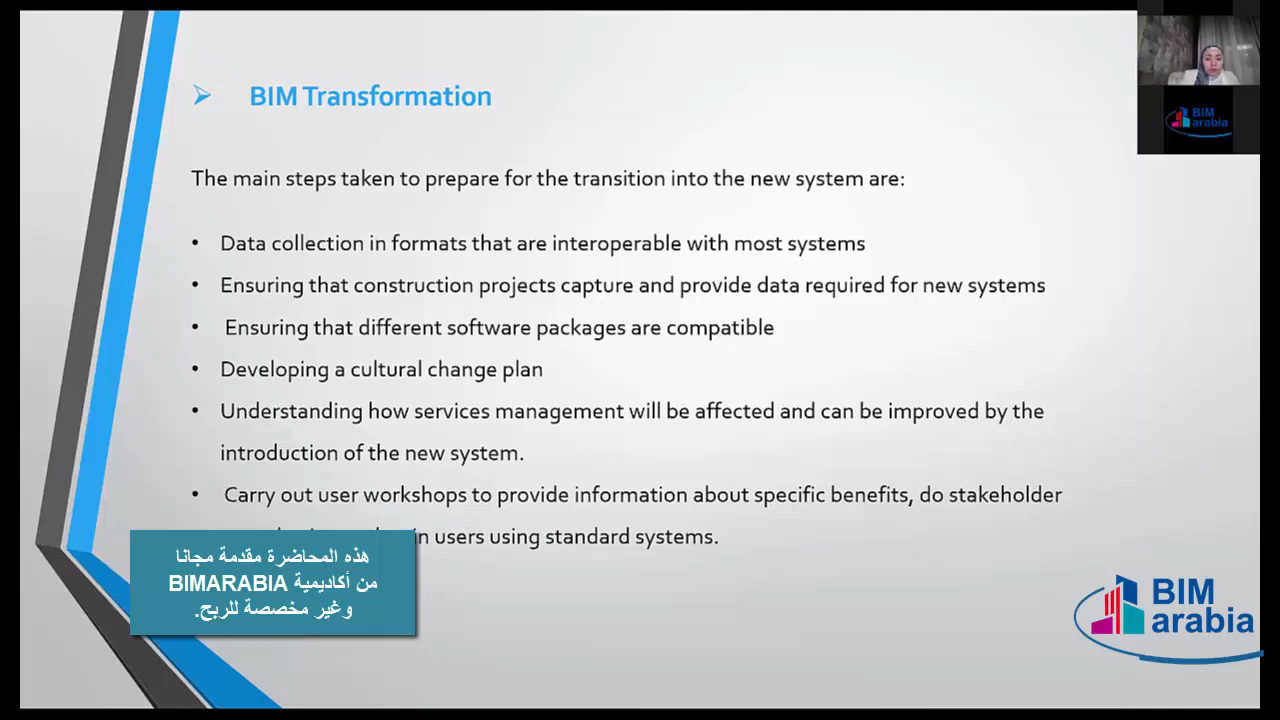 BIM Transformation
The main steps taken to prepare for the transition into the new system are:
• Data collection in formats that are interoperable with most systems
• Ensuring that construction projects capture and provide data required for new systems
• Ensuring that different software packages are compatible
• Developing a cultural change plan
• Understanding how services management will be affected and can be improved by the
introduction of the new system.
• Carry out user workshops to provide information about specific benefits, do stakeholder
users using standard systems.
هذه المحاضرة مقدمة مجانا
من أكاديمية BIMARABIA
وغير مخصصة للربح.
BIM
arabia
BIM
arabia